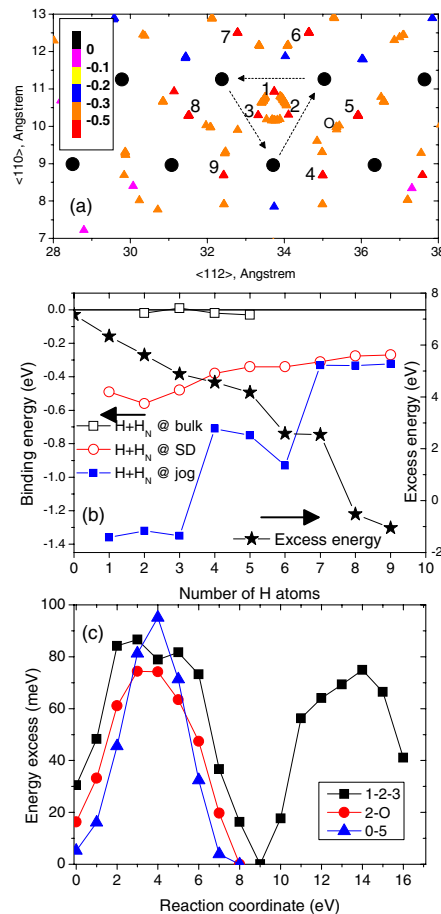 13
12
11
10
9
8
7
<110>, Angstrem
0
-0.1
-0.2
-0.3
-0.5
7
6
1
3
2
8
5
O
9
4
(a)
28 30 32 34 36 38
<112>, Angstrem
0.0
-0.2
-0.4
-0.6
-0.8
-1.0
-1.2
-1.4
Binding energy (eV)
8
6
4
2
0
-2
Excess energy (eV)
H+H_N @ bulk
H+H_N @ SD
H+H_N @ jog
Excess energy
(b)
0 1 2 3 4 5 6 7 8 9 10
Number of H atoms
(c)
100
80
60
40
20
0
Energy excess (meV)
1-2-3
2-O
0-5
0 2 4 6 8 10 12 14 16
Reaction coordinate (eV)